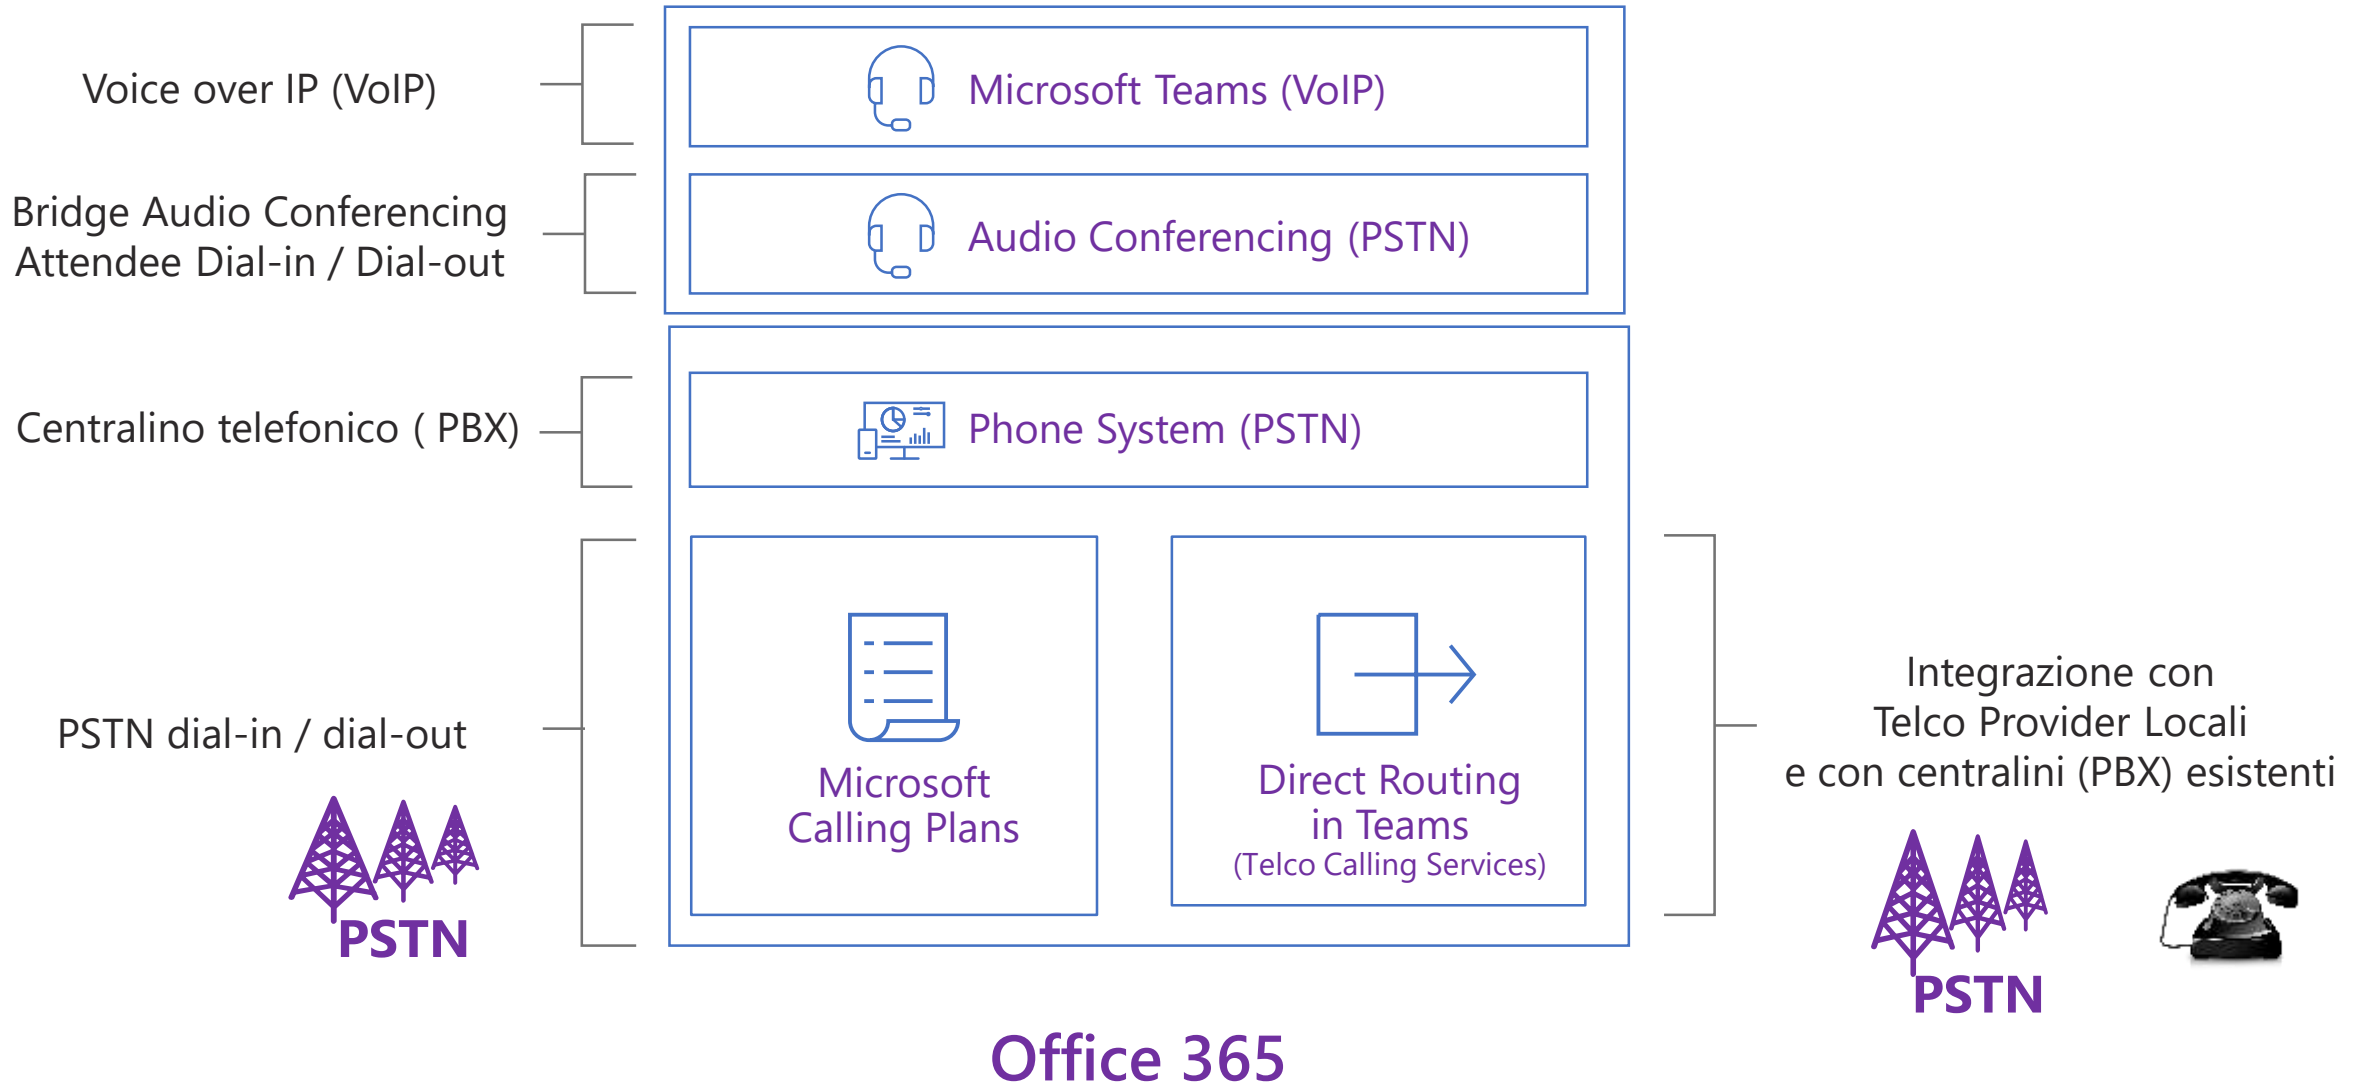 Voice over IP (VoIP)
Microsoft Teams (VoIP)
Bridge Audio Conferencing
Attendee Dial-in / Dial-out
Audio Conferencing (PSTN)
Centralino telefonico ( PBX)
Phone System (PSTN)
PSTN dial-in / dial-out
PSTN
Microsoft
Calling Plans
Direct Routing
in Teams
(Telco Calling Services)
Integrazione con
Telco Provider Locali
e con centralini (PBX) esistenti
PSTN
Office 365